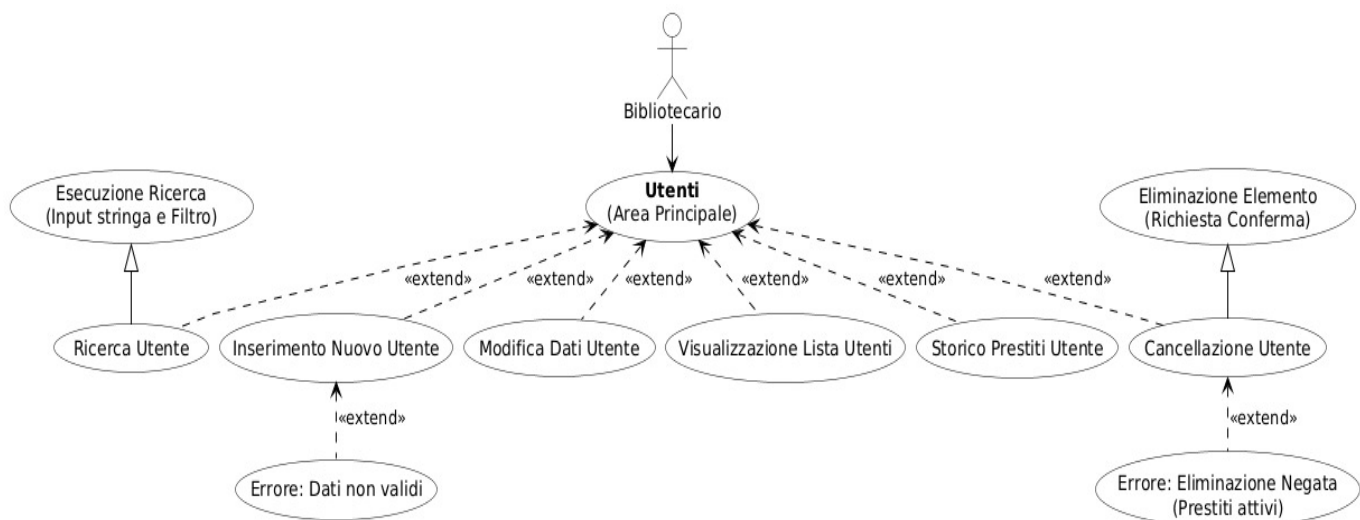 Bibliotecario
Esecuzione Ricerca
(Input stringa e Filtro)
Utenti
(Area Principale)
Eliminazione Elemento
(Richiesta Conferma)
«extend»
«extend»
«extend»
«extend»
«extend»
«extend»
Ricerca Utente
Inserimento Nuovo Utente
Modifica Dati Utente
Visualizzazione Lista Utenti
Storico Prestiti Utente
Cancellazione Utente
«extend»
«extend»
Errore: Dati non validi
Errore: Eliminazione Negata
(Prestiti attivi)